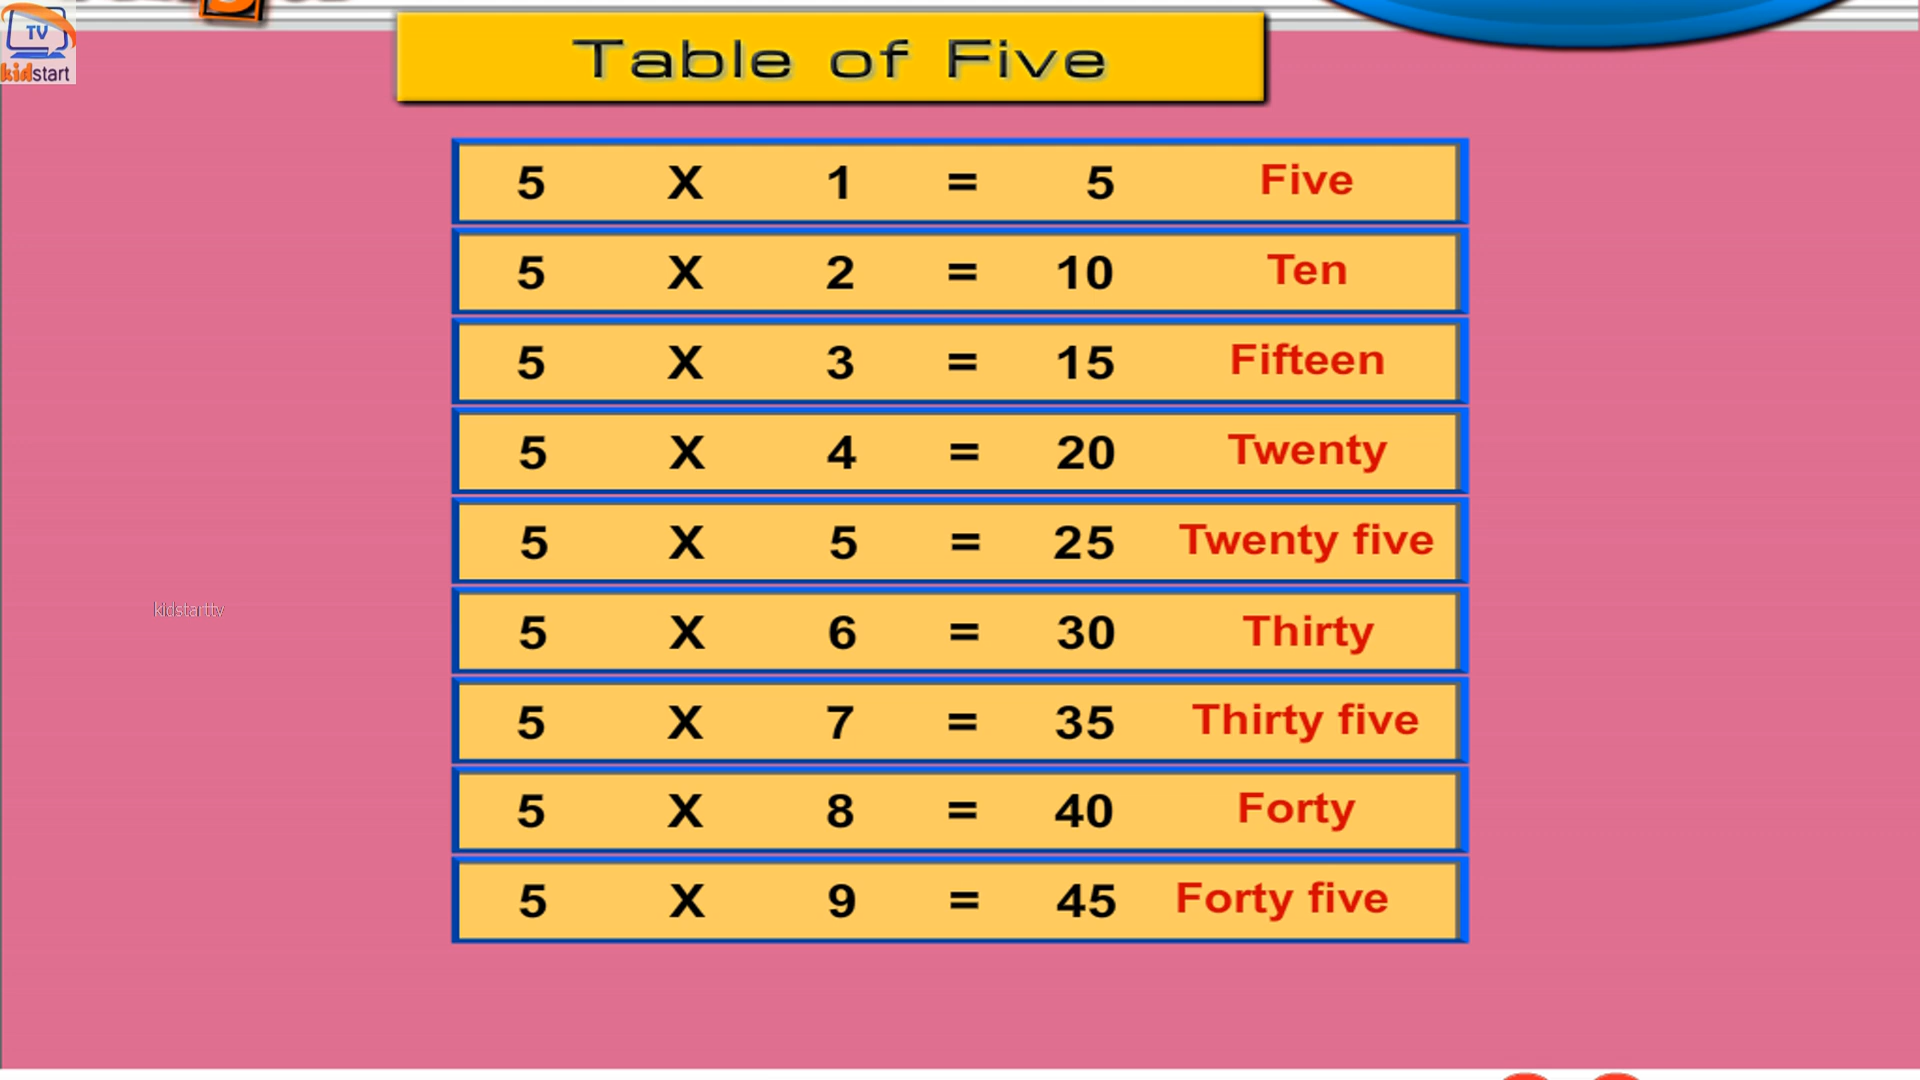 TV
kidstart
Table of Five
5 X 1 = 5 Five
5 X 2 = 10 Ten
5 X 3 = 15 Fifteen
5 X 4 = 20 Twenty
5 X 5 = 25 Twenty five
5 X 6 = 30 Thirty
kidstarttv
5 X 7 = 35 Thirty five
5 X 8 = 40 Forty
5 X 9 = 45 Forty five